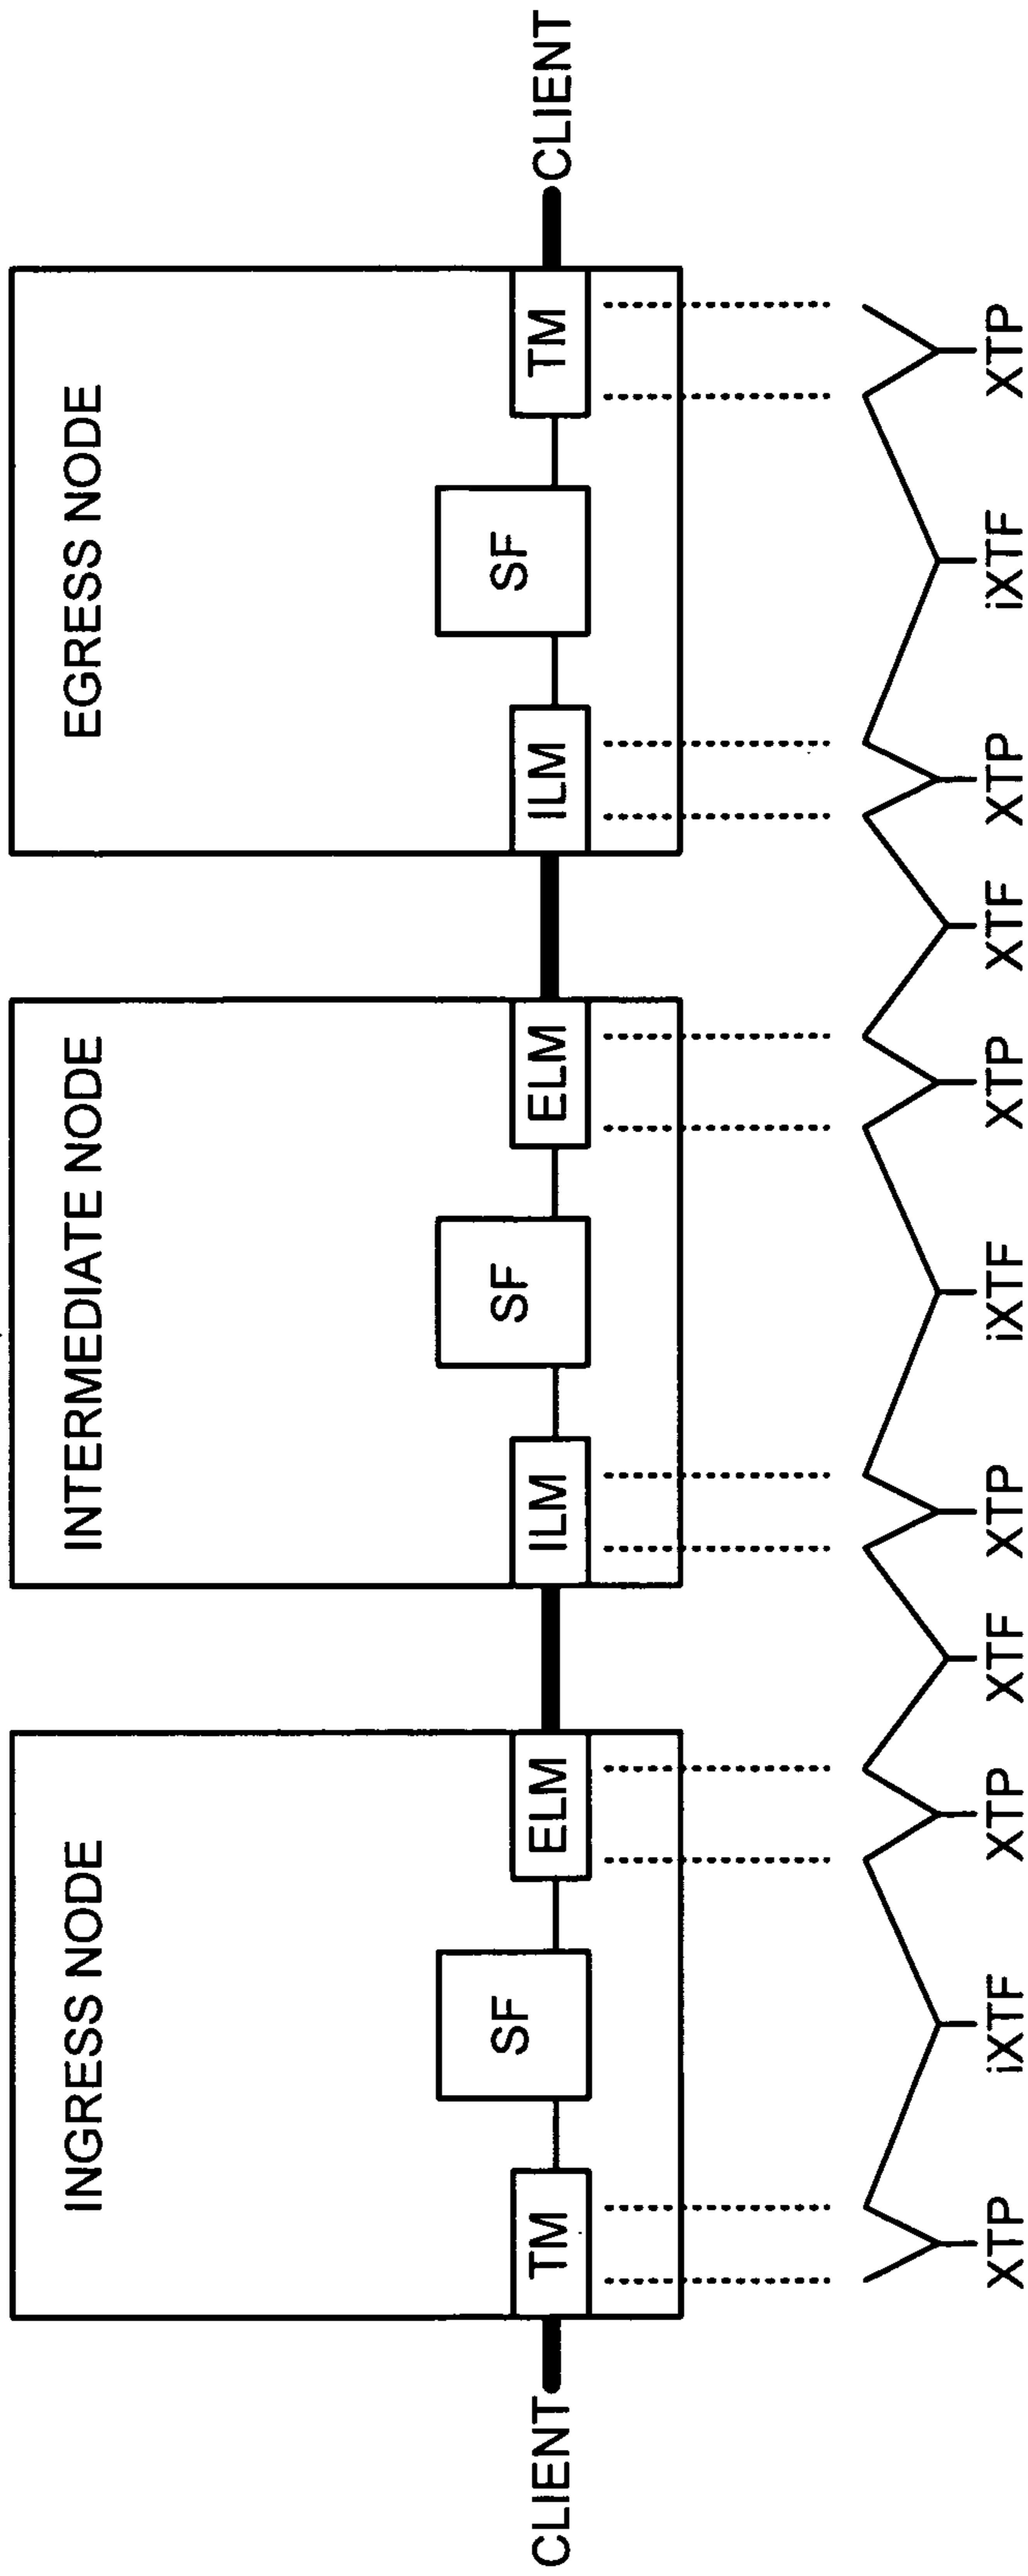 INGRESS NODE
INTERMEDIATE NODE
EGRESS NODE
SF
SF
SF
CLIENT
TM
ELM
ILM
ELM
ILM
TM
CLIENT
XTP
iXTF
XTP
XTF
XTP
iXTF
XTP
XTF
XTP
iXTF
XTP